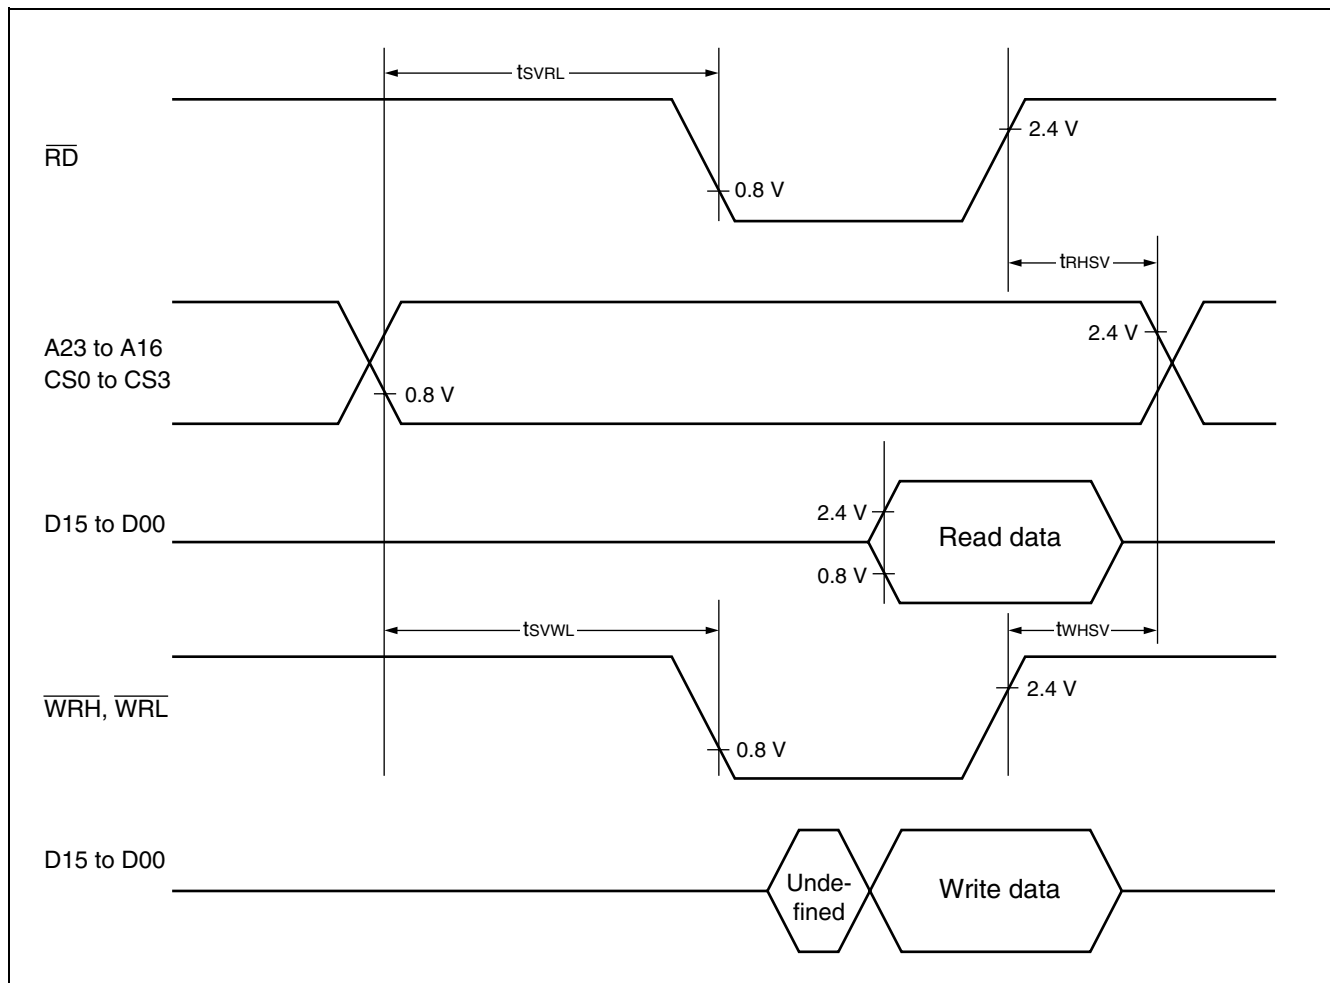 tSVRL
2.4 V
RD
0.8 V
tRHSV
A23 to A16
2.4 V
CS0 to CS3
0.8 V
D15 to D00
2.4 V
Read data
0.8 V
tSVWL
tWHSV
WRH, WRL
2.4 V
0.8 V
D15 to D00
Unde-
fined
Write data